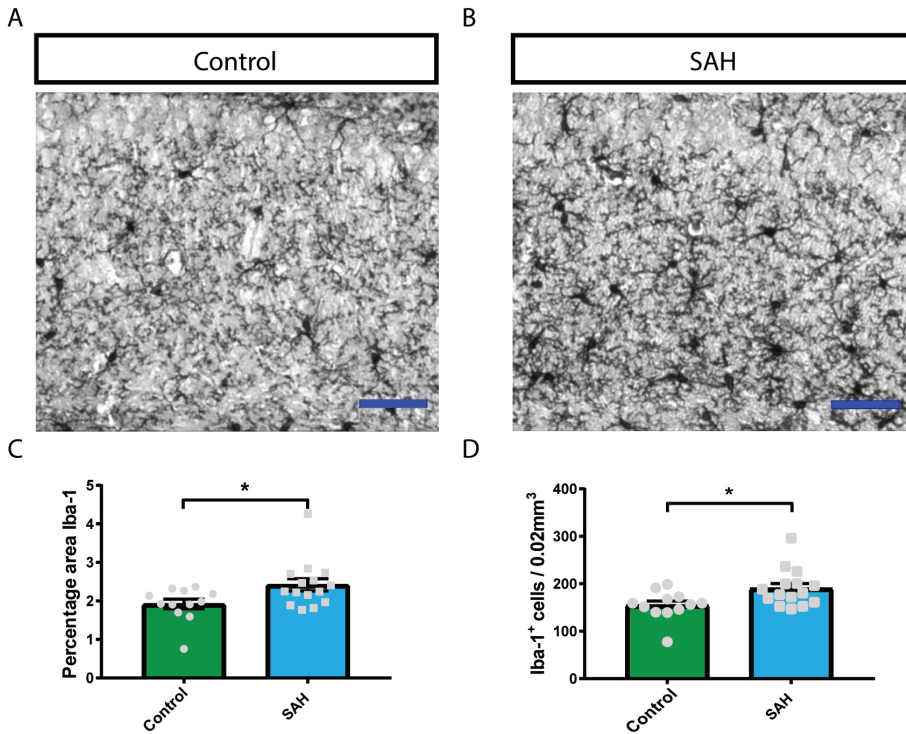 A
B
Control
SAH
C
D
Percentage area Iba-1
5
4
3
2
1
0
*
Control
SAH
Iba-1⁺ cells / 0.02mm³
400
300
200
100
0
*
Control
SAH